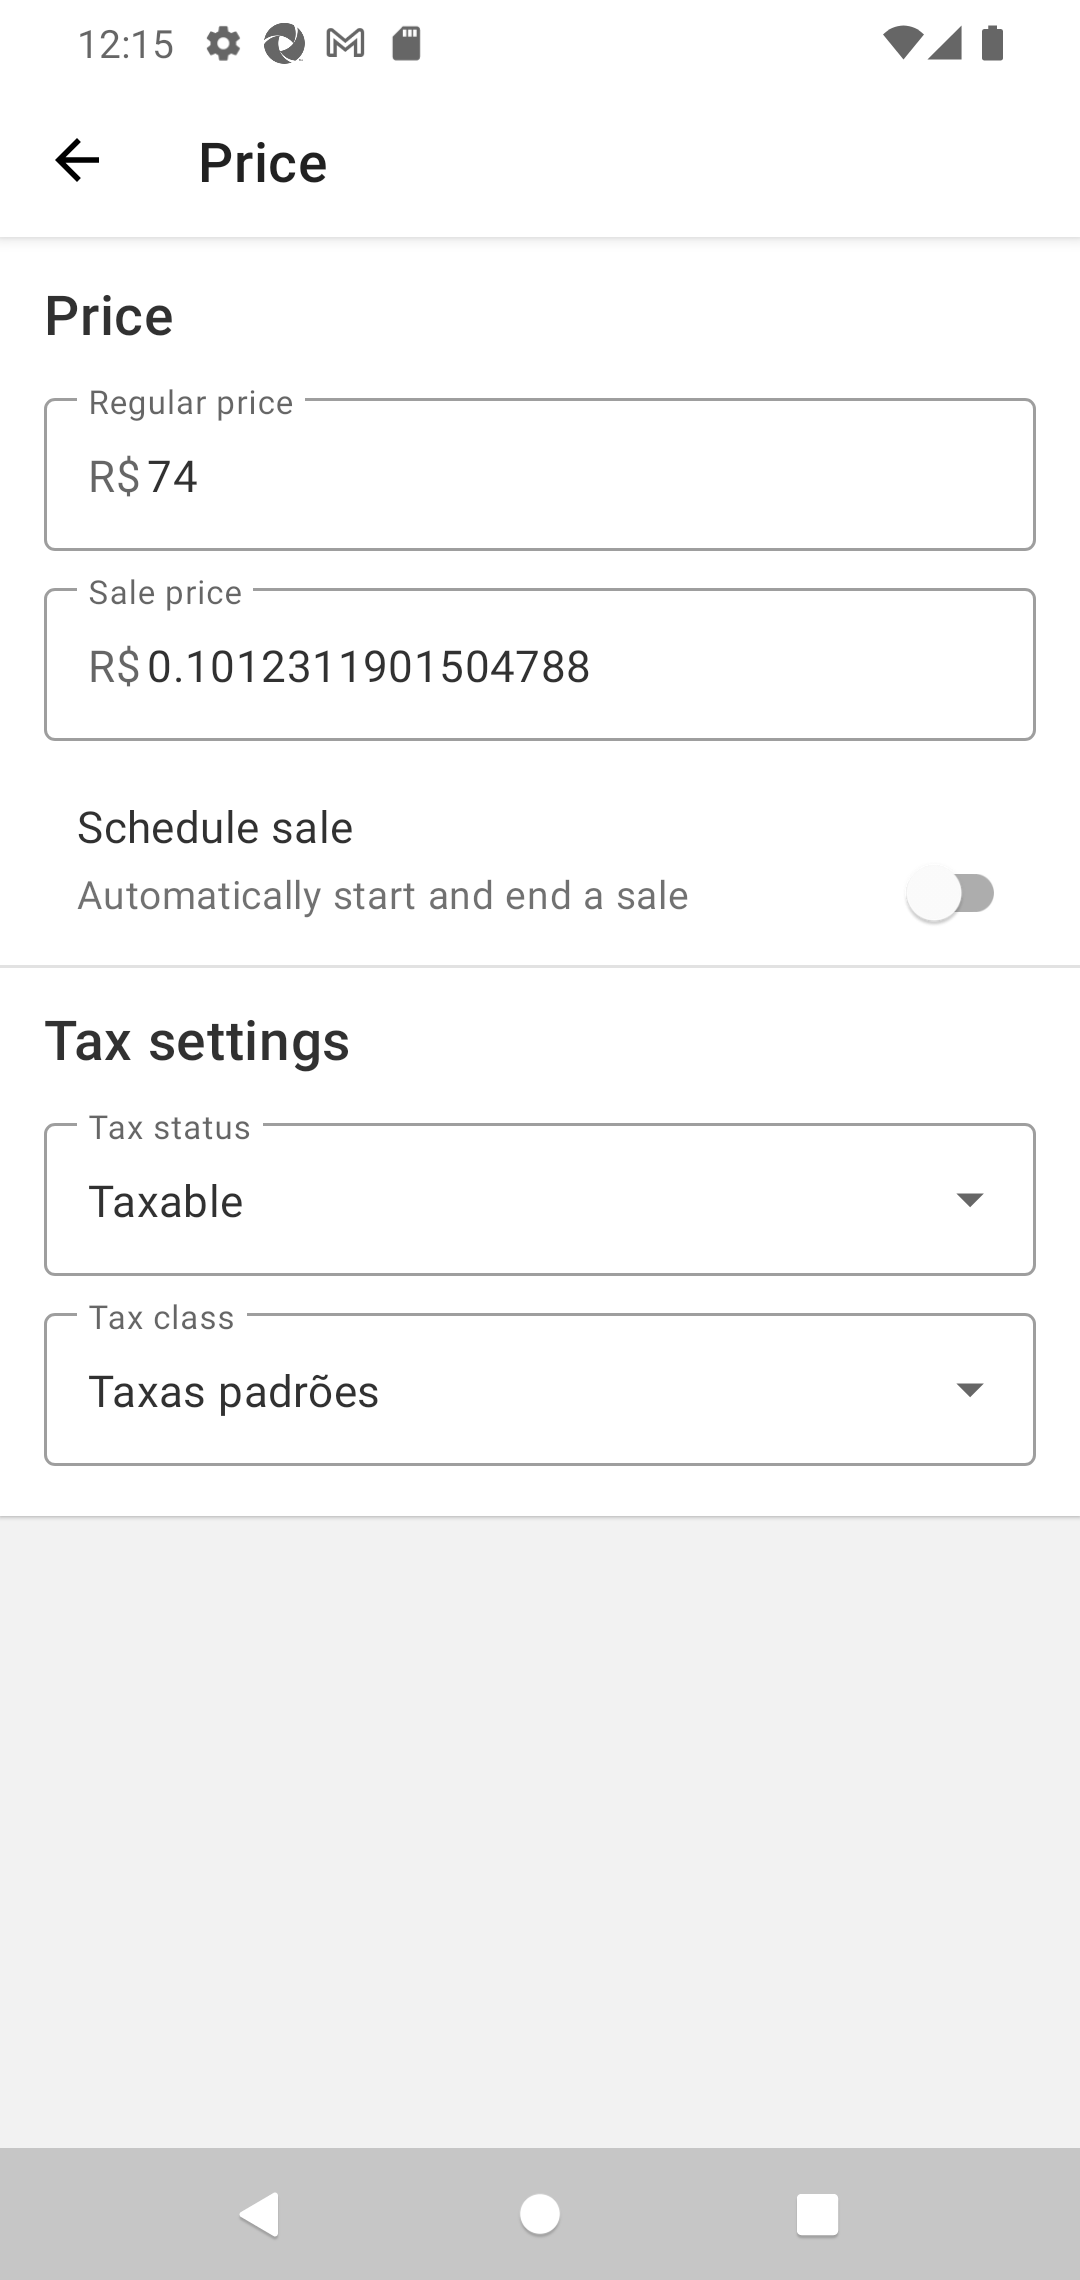 12:15
Price
Price
Regular price
R$ 74
Sale price
R$ 0.1012311901504788
Schedule sale
Automatically start and end a sale
Tax settings
Tax status
Taxable
Tax class
Taxas padrões